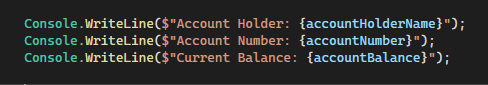 Console.WriteLine($"Account Holder: {accountHolderName}");
Console.WriteLine($"Account Number: {accountNumber}");
Console.WriteLine($"Current Balance: {accountBalance}");